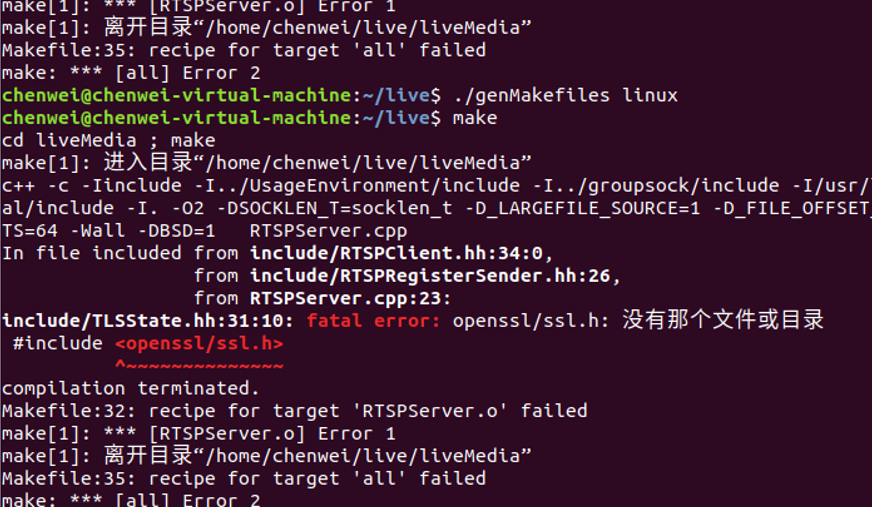 make[1]: *** [RTSPServer.o] Error 1
make[1]: 离开目录“/home/chenwei/live/liveMedia”
Makefile:35: recipe for target 'all' failed
make: *** [all] Error 2
chenwei@chenwei-virtual-machine:~/live$ ./genMakefiles linux
chenwei@chenwei-virtual-machine:~/live$ make
cd liveMedia ; make
make[1]: 进入目录“/home/chenwei/live/liveMedia”
c++ -c -Iinclude -I../UsageEnvironment/include -I../groupsock/include -I/usr/
al/include -I. -O2 -DSOCKLEN_T=socklen_t -D_LARGEFILE_SOURCE=1 -D_FILE_OFFSET_
TS=64 -Wall -DBSD=1   RTSPServer.cpp
In file included from include/RTSPClient.hh:34:0,
                 from include/RTSPRegisterSender.hh:26,
                 from RTSPServer.cpp:23:
include/TLSState.hh:31:10: fatal error: openssl/ssl.h: 没有那个文件或目录
 #include <openssl/ssl.h>
          ^~~~~~~~~~~~~~~
compilation terminated.
Makefile:32: recipe for target 'RTSPServer.o' failed
make[1]: *** [RTSPServer.o] Error 1
make[1]: 离开目录“/home/chenwei/live/liveMedia”
Makefile:35: recipe for target 'all' failed
make: *** [all] Error 2